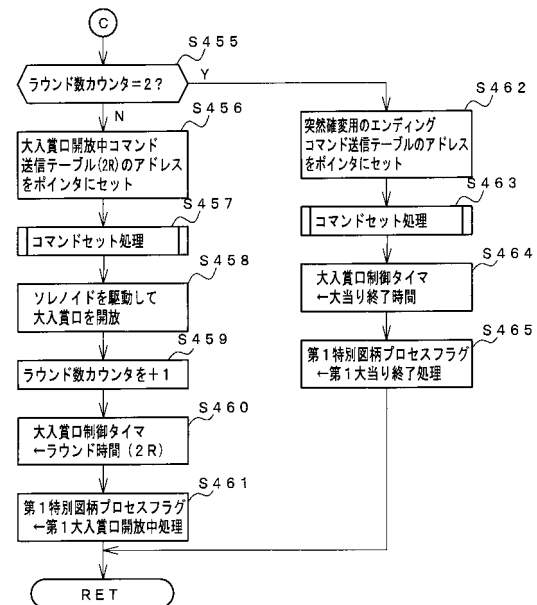 C
S455
ラウンド数カウンタ=2?
Y
N
S456
大入賞口開放中コマンド
送信テーブル(2R)のアドレス
をポインタにセット
S457
コマンドセット処理
S458
ソレノイドを駆動して
大入賞口を開放
S459
ラウンド数カウンタを+1
S460
大入賞口制御タイマ
←ラウンド時間(2R)
S461
第1特別図柄プロセスフラグ
←第1大入賞口開放中処理
S462
突然確変用のエンディング
コマンド送信テーブルのアドレス
をポインタにセット
S463
コマンドセット処理
S464
大入賞口制御タイマ
←大当り終了時間
S465
第1特別図柄プロセスフラグ
←第1大当り終了処理
RET